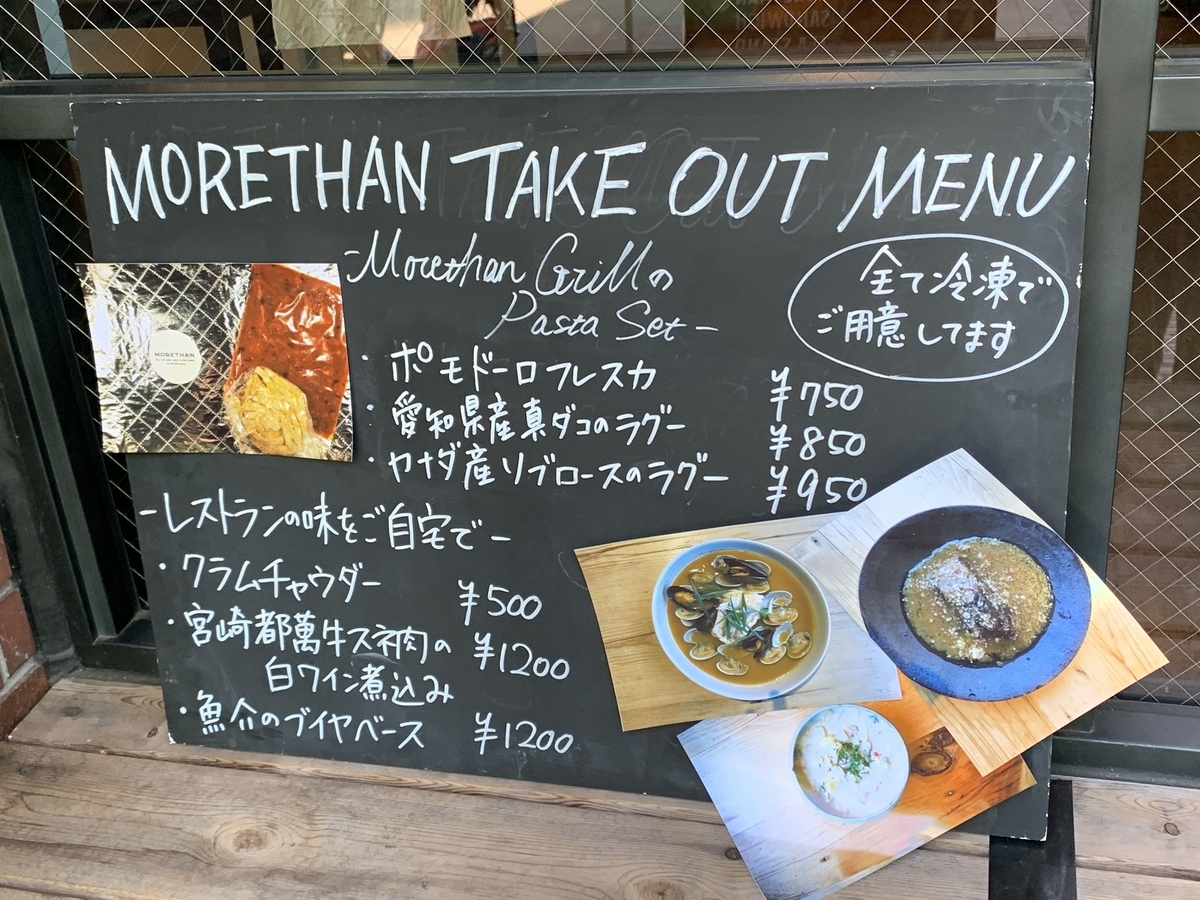 MORETHAN TAKE OUT MENU
-Morethan Grillの
Pasta Set-
全て冷凍で
ご用意してます
MORETHAN
・ポモドーロフレスカ ¥750
・愛知県産真ダコのラグー ¥850
・ヤナダ産リブロースのラグー ¥950
-レストランの味をご自宅で-
・クラムチャウダー ¥500
・宮崎都萬牛スネ肉の ¥1200
白ワイン煮込み
・魚介のブイヤベース ¥1200